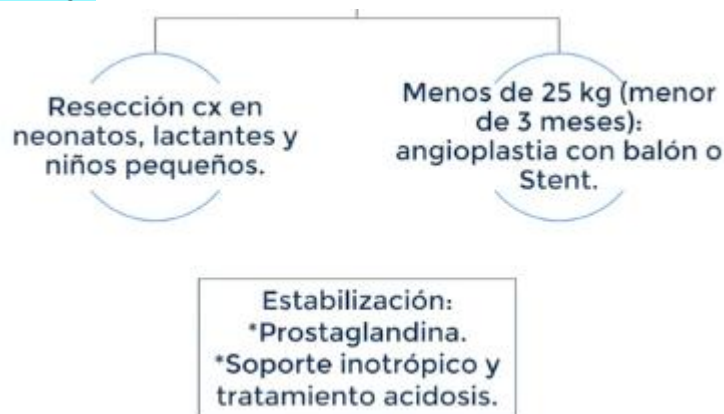 Resección cx en
neonatos, lactantes y
niños pequeños.
Menos de 25 kg (menor
de 3 meses):
angioplastia con balón o
Stent.
Estabilización:
*Prostaglandina.
*Soporte inotrópico y
tratamiento acidosis.